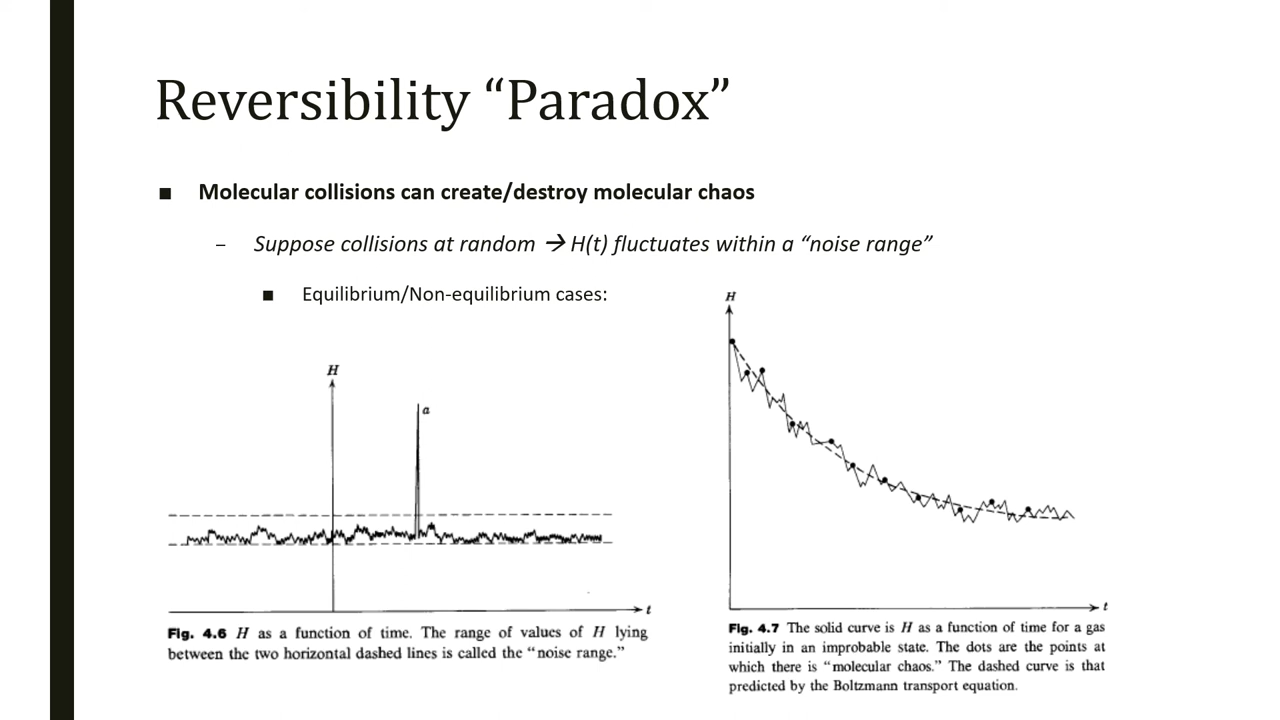 Reversibility “Paradox”
■ Molecular collisions can create/destroy molecular chaos
– Suppose collisions at random → H(t) fluctuates within a “noise range”
■ Equilibrium/Non-equilibrium cases:
H
a
t
Fig. 4.6 H as a function of time. The range of values of H lying
between the two horizontal dashed lines is called the “noise range.”
H
t
Fig. 4.7 The solid curve is H as a function of time for a gas
initially in an improbable state. The dots are the points at
which there is “molecular chaos.” The dashed curve is that
predicted by the Boltzmann transport equation.